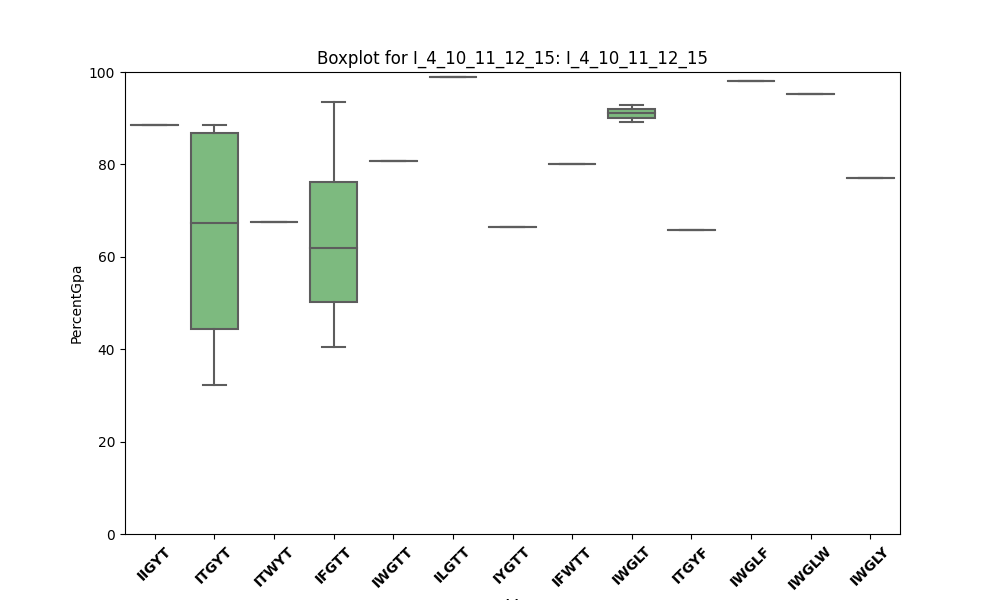 Boxplot for I_4_10_11_12_15: I_4_10_11_12_15
PercentGpa
100
80
60
40
20
0
IIGYT
ITGYT
ITWYT
IFGTT
IWGTT
ILGTT
IYGTT
IFWTT
IWGLT
ITGYF
IWGLF
IWGLW
IWGLY